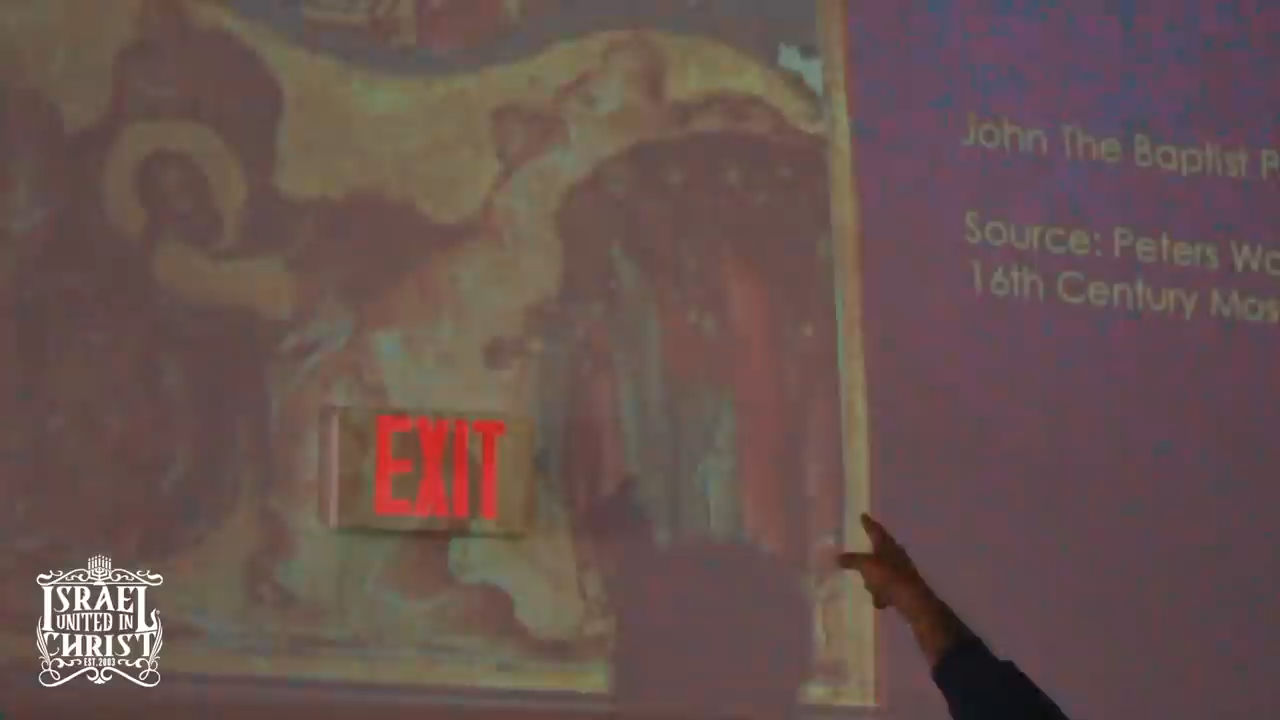 John The Baptist
Source: Peters
16th Century
EXIT
ISRAEL
UNITED IN
CHRIST
EST. 2003